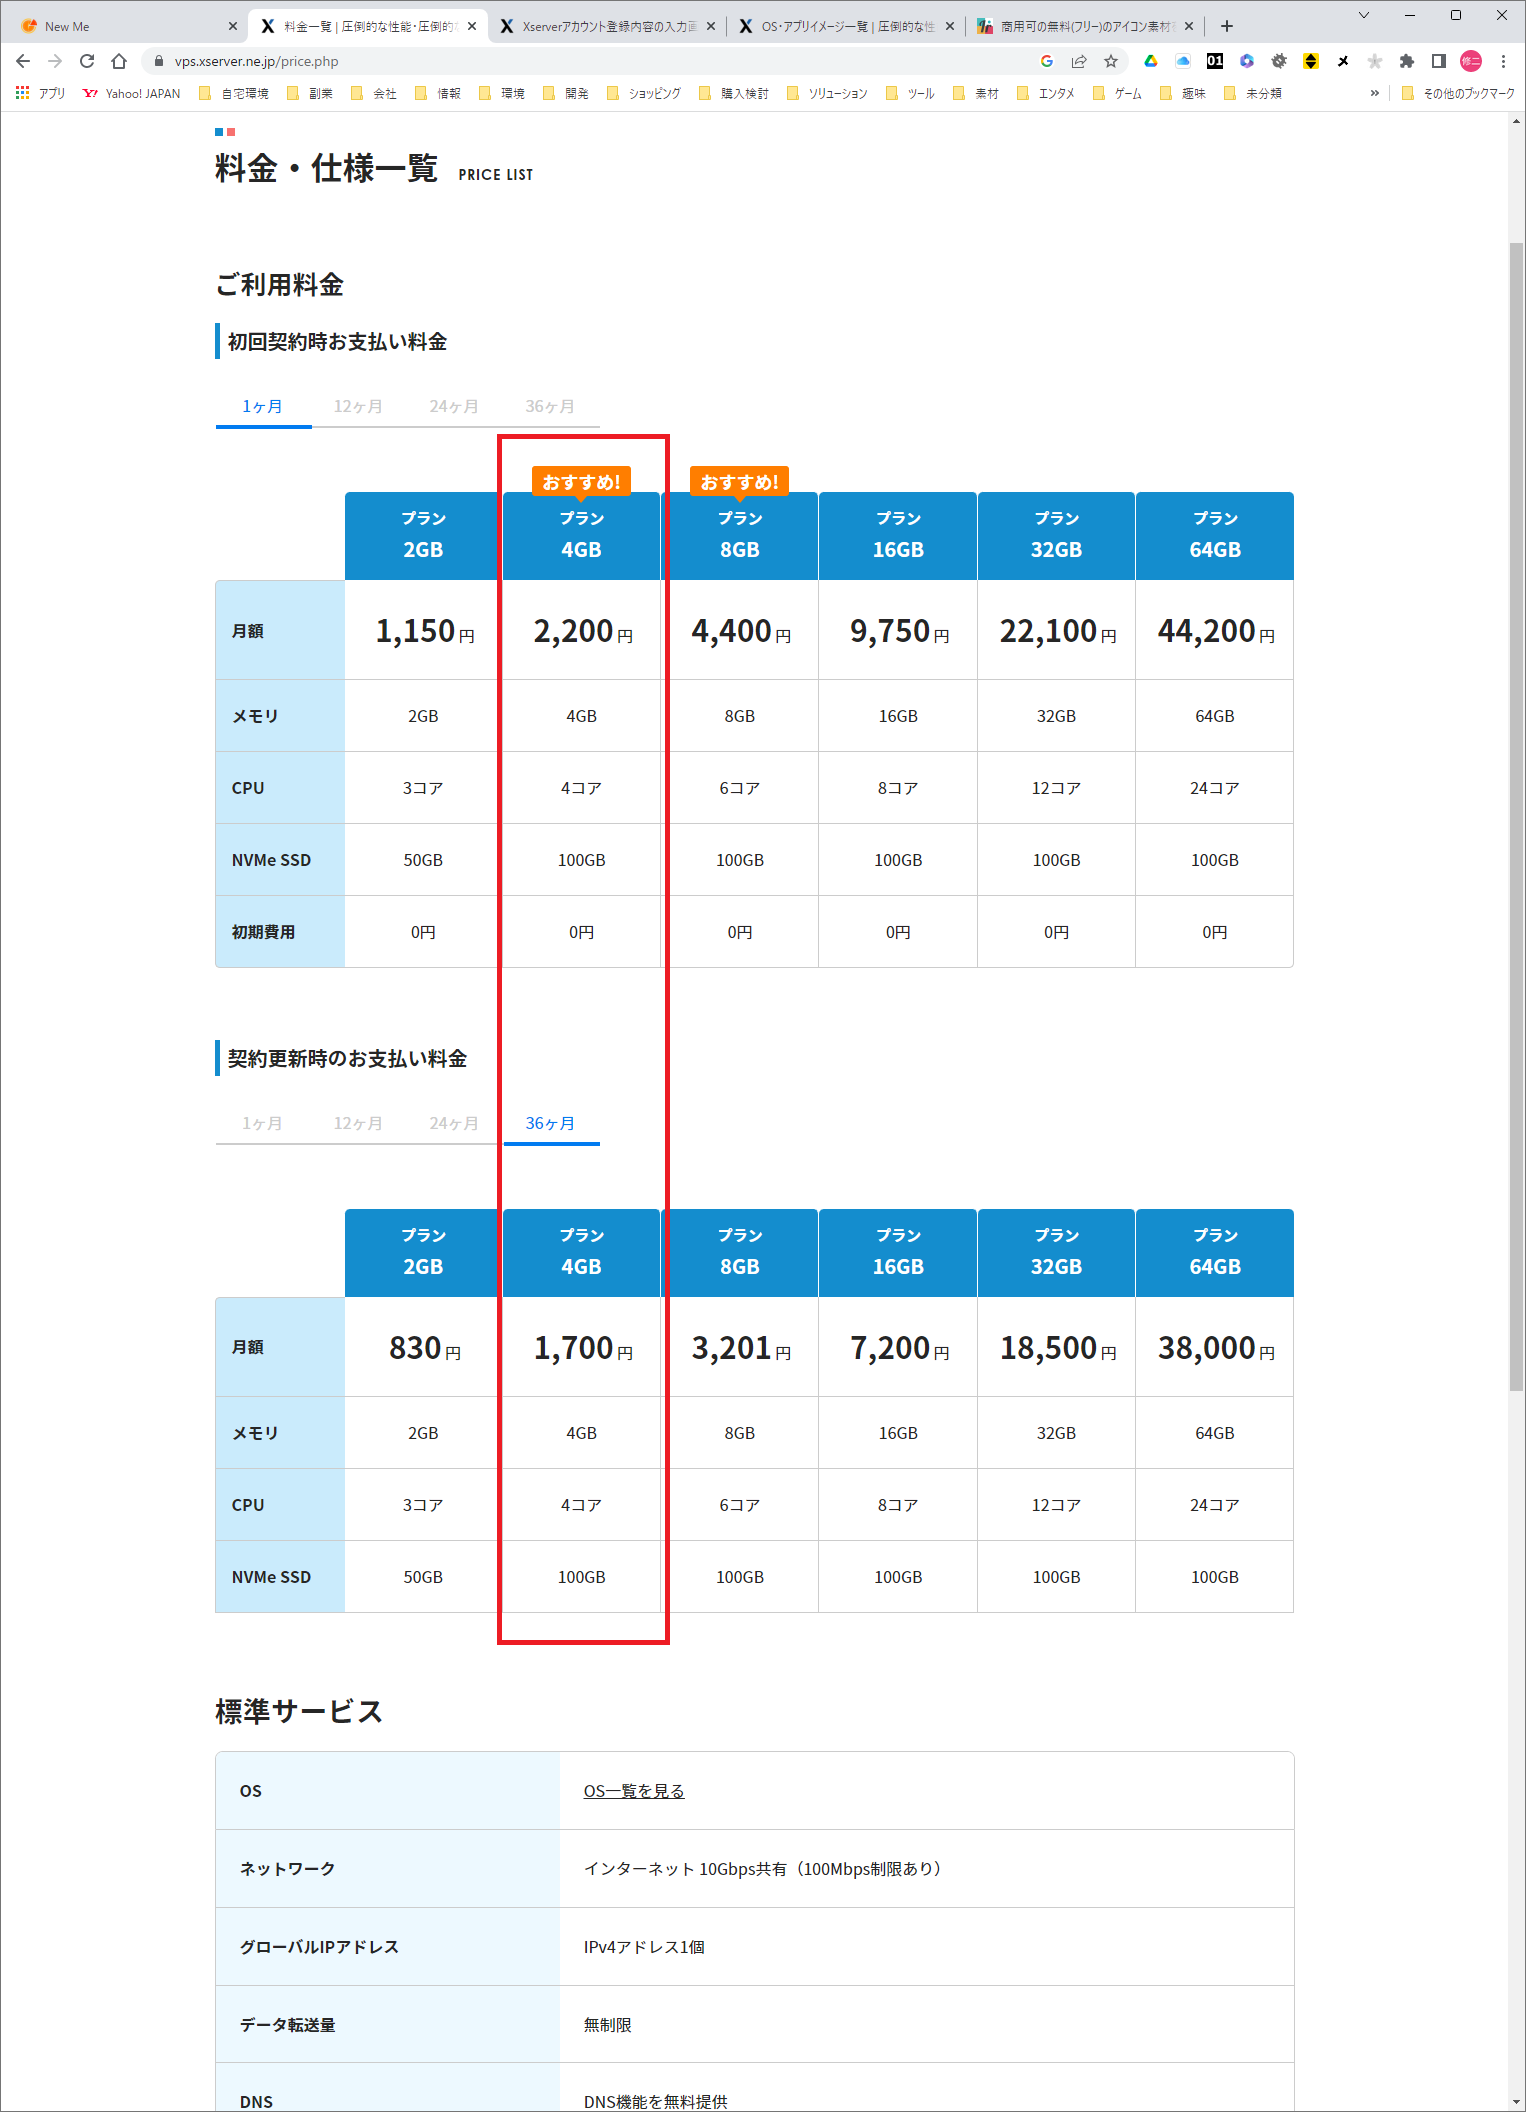 New Me
料金一覧 | 圧倒的な性能・圧倒的な
Xserverアカウント登録内容の入力画
OS・アプリイメージ一覧 | 圧倒的な性
商用可の無料(フリー)のアイコン素材
vps.xserver.ne.jp/price.php
01
修二
アプリ
Y! Yahoo! JAPAN
自宅環境
副業
会社
情報
環境
開発
ショッピング
購入検討
ソリューション
ツール
素材
エンタメ
ゲーム
趣味
未分類
»
その他のブックマーク
料金・仕様一覧 PRICE LIST
ご利用料金
初回契約時お支払い料金
1ヶ月 12ヶ月 24ヶ月 36ヶ月
おすすめ! おすすめ!
プラン プラン プラン プラン プラン プラン
2GB 4GB 8GB 16GB 32GB 64GB
月額 1,150円 2,200円 4,400円 9,750円 22,100円 44,200円
メモリ 2GB 4GB 8GB 16GB 32GB 64GB
CPU 3コア 4コア 6コア 8コア 12コア 24コア
NVMe SSD 50GB 100GB 100GB 100GB 100GB 100GB
初期費用 0円 0円 0円 0円 0円 0円
契約更新時のお支払い料金
1ヶ月 12ヶ月 24ヶ月 36ヶ月
プラン プラン プラン プラン プラン プラン
2GB 4GB 8GB 16GB 32GB 64GB
月額 830円 1,700円 3,201円 7,200円 18,500円 38,000円
メモリ 2GB 4GB 8GB 16GB 32GB 64GB
CPU 3コア 4コア 6コア 8コア 12コア 24コア
NVMe SSD 50GB 100GB 100GB 100GB 100GB 100GB
標準サービス
OS OS一覧を見る
ネットワーク インターネット 10Gbps共有（100Mbps制限あり）
グローバルIPアドレス IPv4アドレス1個
データ転送量 無制限
DNS DNS機能を無料提供